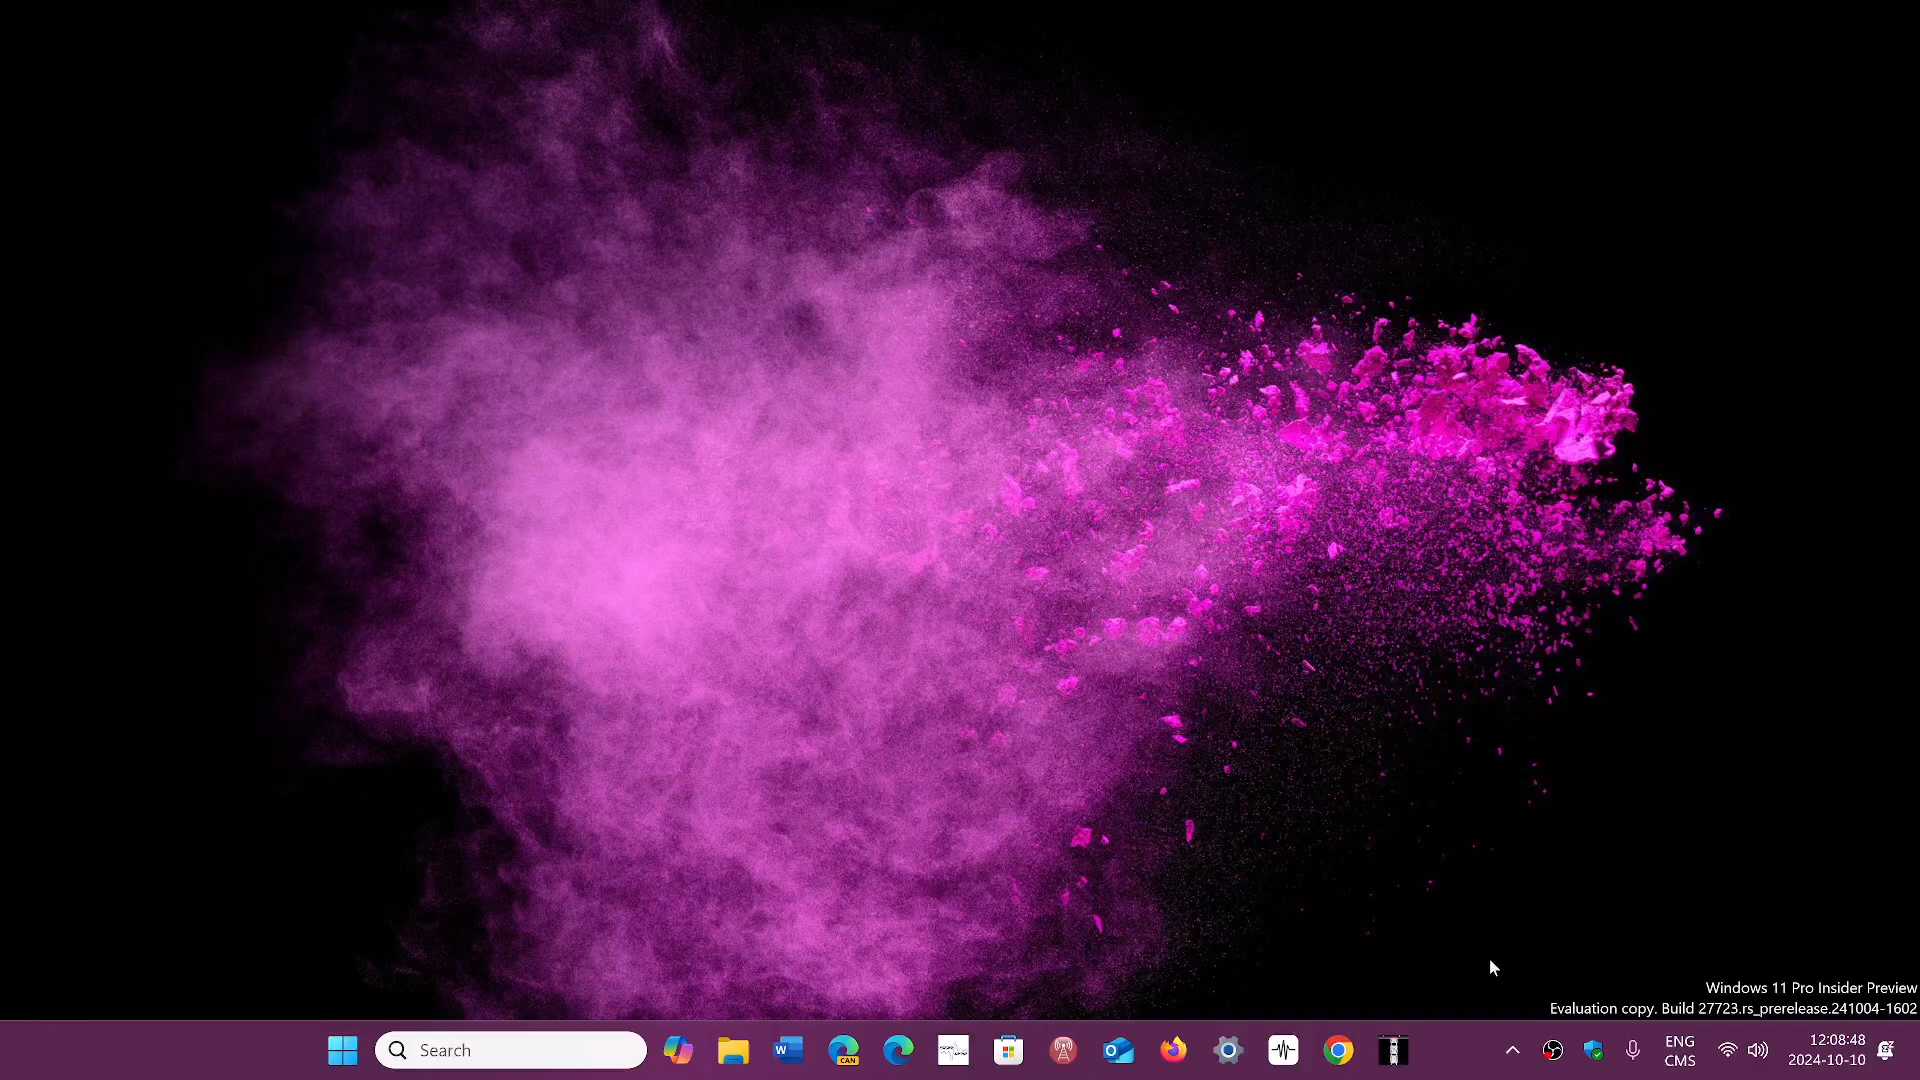 Windows 11 Pro Insider Preview
Evaluation copy. Build 27723.rs_prerelease.241004-1602
Search
W
CAN
O
ENG
CMS
12:08:48
2024-10-10